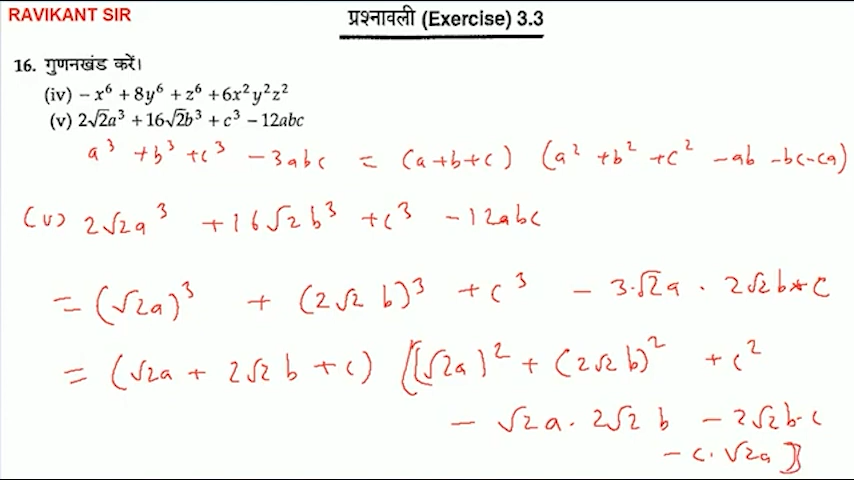 RAVIKANT SIR
प्रश्नावली (Exercise) 3.3
16. गुणनखंड करें।
(iv) – x⁶ + 8y⁶ + z⁶ + 6x²y²z²
(v) 2√2a³ + 16√2b³ + c³ – 12abc
a³ + b³ + c³ – 3abc = (a+b+c) (a² + b² + c² – ab – bc – ca)
(v) 2√2a³ + 16√2b³ + c³ – 12abc
= (√2a)³ + (2√2 b)³ + c³ – 3·√2a · 2√2b * c
= (√2a + 2√2 b + c) [(√2a)² + (2√2 b)² + c²
– √2a · 2√2 b – 2√2b·c
– c·√2a ]